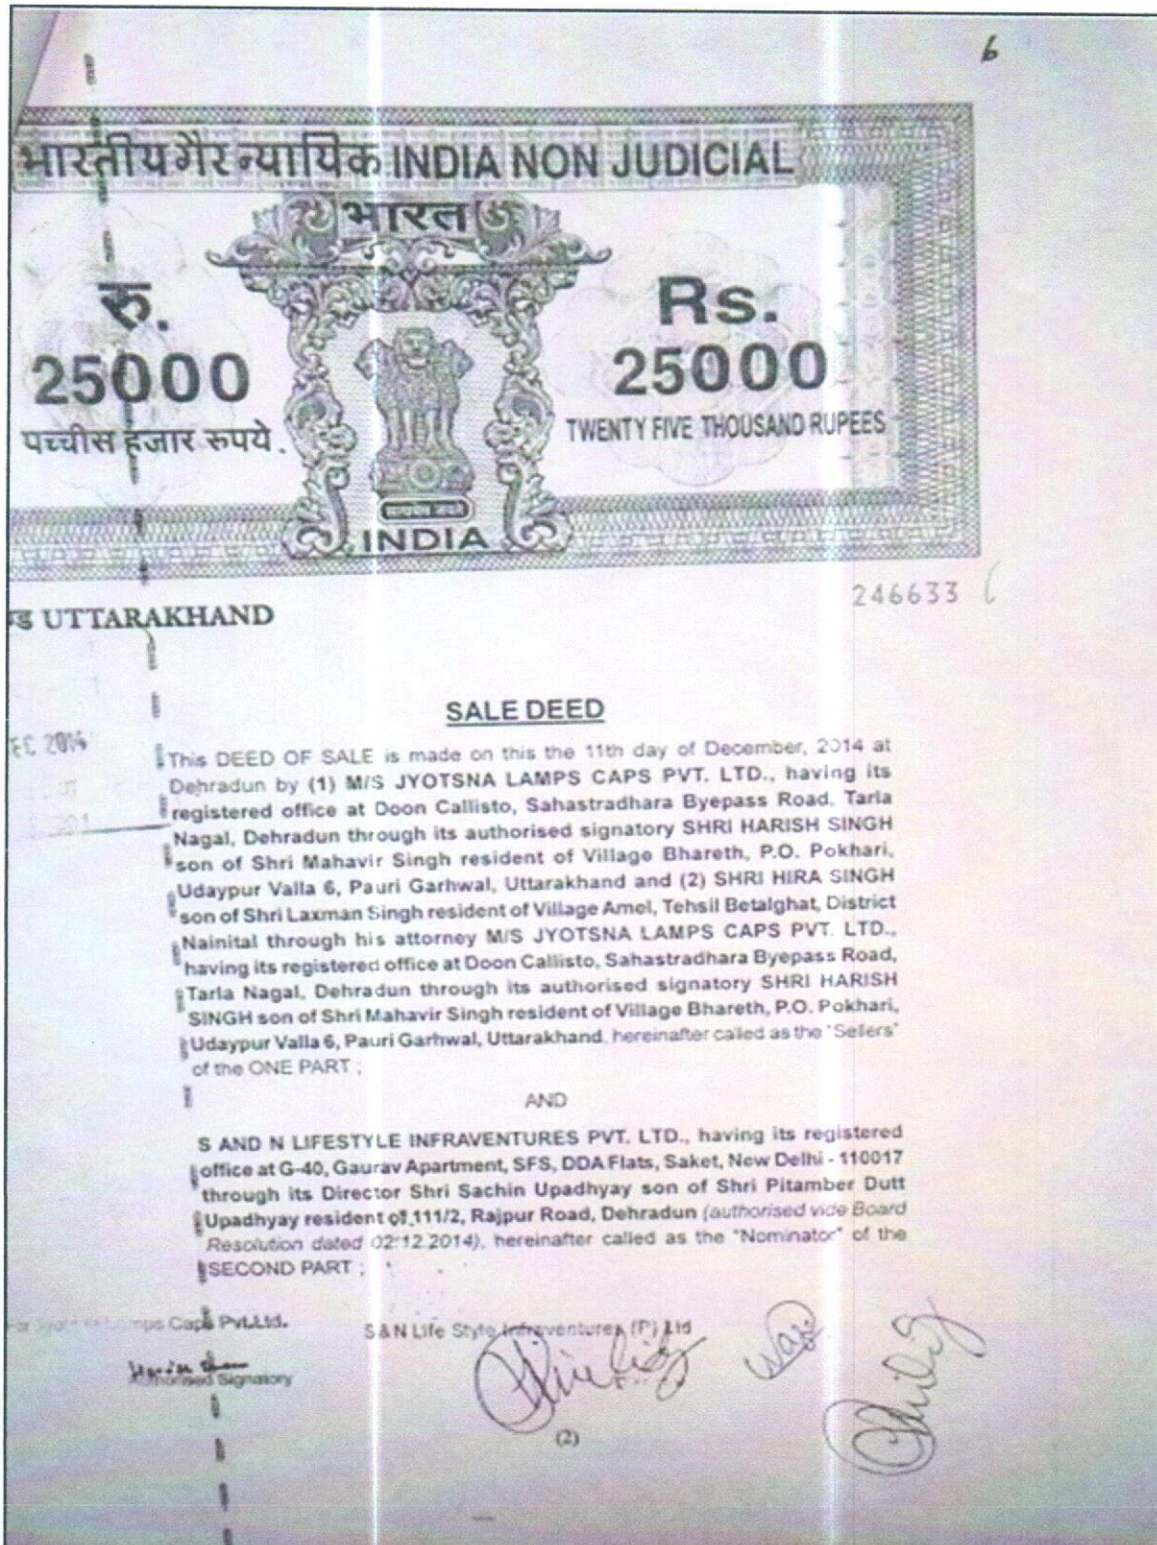 6
भारतीय गैर न्यायिक INDIA NON JUDICIAL
भारत
रु.
25000
पच्चीस हजार रुपये.
Rs.
25000
TWENTY FIVE THOUSAND RUPEES
सत्यमेव जयते
INDIA
246633
ण्ड UTTARAKHAND
SALE DEED
EC 2014
This DEED OF SALE is made on this the 11th day of December, 2014 at
Dehradun by (1) M/S JYOTSNA LAMPS CAPS PVT. LTD., having its
registered office at Doon Callisto, Sahastradhara Byepass Road, Tarla
Nagal, Dehradun through its authorised signatory SHRI HARISH SINGH
son of Shri Mahavir Singh resident of Village Bhareth, P.O. Pokhari,
Udaypur Valla 6, Pauri Garhwal, Uttarakhand and (2) SHRI HIRA SINGH
son of Shri Laxman Singh resident of Village Amel, Tehsil Betalghat, District
Nainital through his attorney M/S JYOTSNA LAMPS CAPS PVT. LTD.,
having its registered office at Doon Callisto, Sahastradhara Byepass Road,
Tarla Nagal, Dehradun through its authorised signatory SHRI HARISH
SINGH son of Shri Mahavir Singh resident of Village Bhareth, P.O. Pokhari,
Udaypur Valla 6, Pauri Garhwal, Uttarakhand, hereinafter called as the "Sellers"
of the ONE PART ;
AND
S AND N LIFESTYLE INFRAVENTURES PVT. LTD., having its registered
office at G-40, Gaurav Apartment, SFS, DDA Flats, Saket, New Delhi - 110017
through its Director Shri Sachin Upadhyay son of Shri Pitamber Dutt
Upadhyay resident of 111/2, Rajpur Road, Dehradun (authorised vide Board
Resolution dated 02.12.2014), hereinafter called as the "Nominator" of the
SECOND PART ;
Caps Pvt.Ltd.
S & N Life Style Infraventures (P) Ltd
Authorised Signatory
(2)